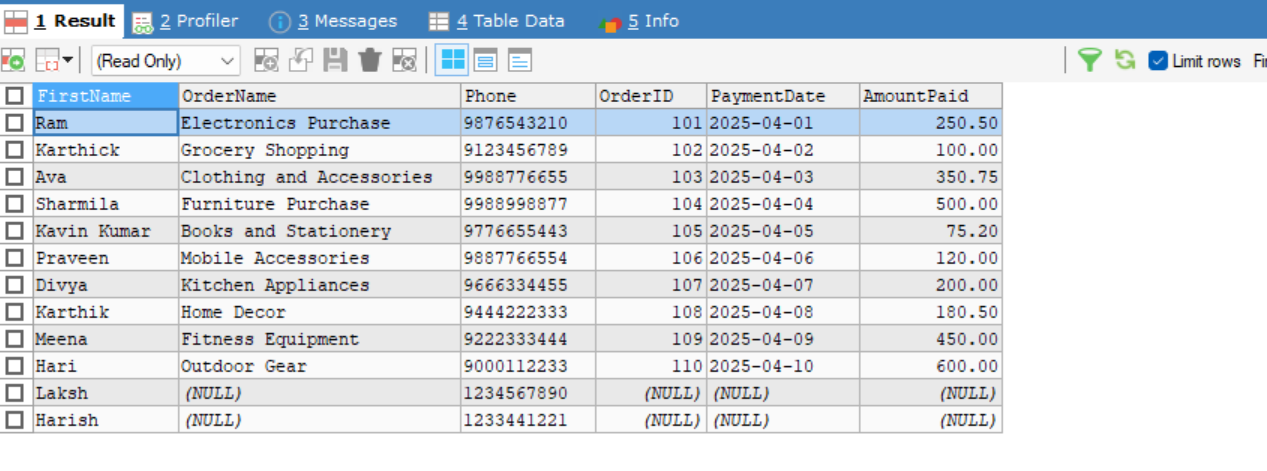 1 Result 2 Profiler 3 Messages 4 Table Data 5 Info
(Read Only) Limit rows Fi
FirstName OrderName Phone OrderID PaymentDate AmountPaid
Ram Electronics Purchase 9876543210 101 2025-04-01 250.50
Karthick Grocery Shopping 9123456789 102 2025-04-02 100.00
Ava Clothing and Accessories 9988776655 103 2025-04-03 350.75
Sharmila Furniture Purchase 9988998877 104 2025-04-04 500.00
Kavin Kumar Books and Stationery 9776655443 105 2025-04-05 75.20
Praveen Mobile Accessories 9887766554 106 2025-04-06 120.00
Divya Kitchen Appliances 9666334455 107 2025-04-07 200.00
Karthik Home Decor 9444222333 108 2025-04-08 180.50
Meena Fitness Equipment 9222333444 109 2025-04-09 450.00
Hari Outdoor Gear 9000112233 110 2025-04-10 600.00
Laksh (NULL) 1234567890 (NULL) (NULL) (NULL)
Harish (NULL) 1233441221 (NULL) (NULL) (NULL)